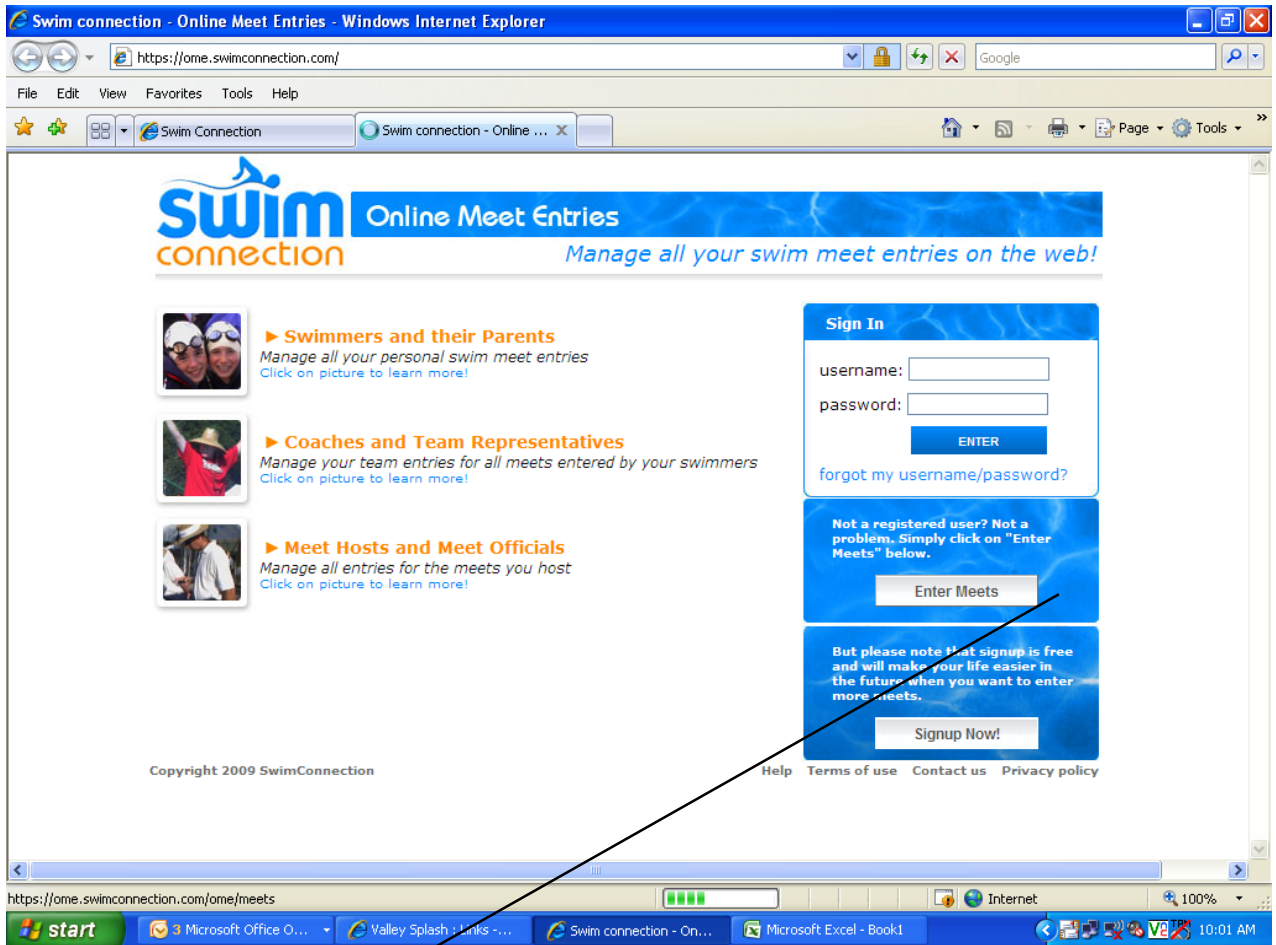 Swim connection - Online Meet Entries - Windows Internet Explorer
https://ome.swimconnection.com/
Google
File Edit View Favorites Tools Help
Swim Connection
Swim connection - Online ...
Page
Tools
swim
connection
Online Meet Entries
Manage all your swim meet entries on the web!
► Swimmers and their Parents
Manage all your personal swim meet entries
Click on picture to learn more!
► Coaches and Team Representatives
Manage your team entries for all meets entered by your swimmers
Click on picture to learn more!
► Meet Hosts and Meet Officials
Manage all entries for the meets you host
Click on picture to learn more!
Sign In
username:
password:
ENTER
forgot my username/password?
Not a registered user? Not a
problem. Simply click on "Enter
Meets" below.
Enter Meets
But please note that signup is free
and will make your life easier in
the future when you want to enter
more meets.
Signup Now!
Copyright 2009 SwimConnection
Help Terms of use Contact us Privacy policy
https://ome.swimconnection.com/ome/meets
Internet
100%
start
3 Microsoft Office O...
Valley Splash : Links -...
Swim connection - On...
Microsoft Excel - Book1
10:01 AM